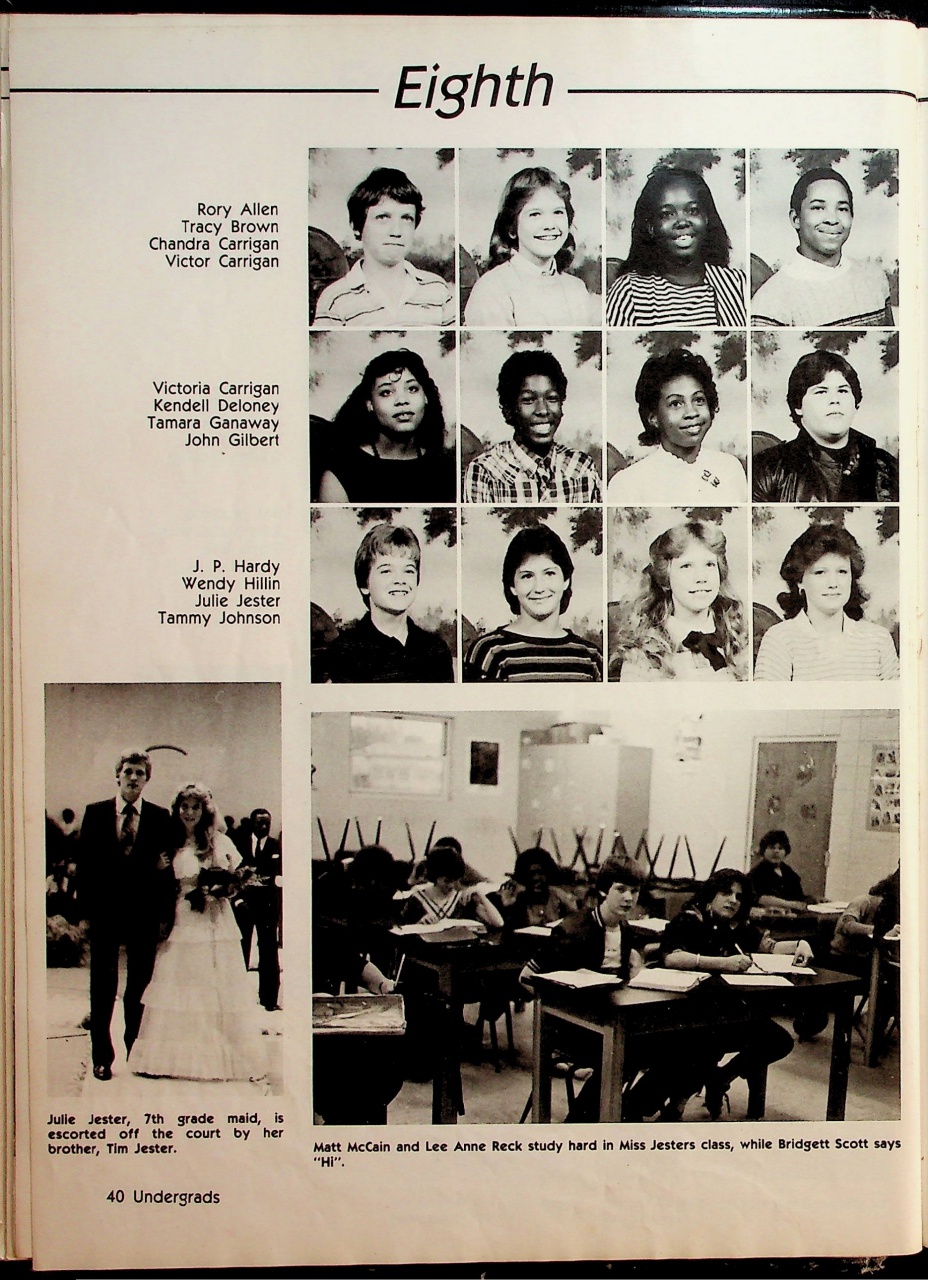 Eighth
Rory Allen
Tracy Brown
Chandra Carrigan
Victor Carrigan
Victoria Carrigan
Kendell Deloney
Tamara Ganaway
John Gilbert
J. P. Hardy
Wendy Hillin
Julie Jester
Tammy Johnson
Julie Jester, 7th grade maid, is
escorted off the court by her
brother, Tim Jester.
Matt McCain and Lee Anne Reck study hard in Miss Jesters class, while Bridgett Scott says
"Hi".
40 Undergrads